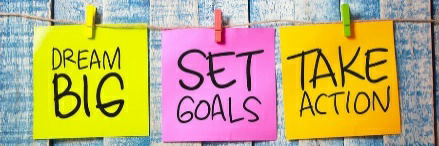 DREAM
BIG
SET
GOALS
TAKE
ACTION